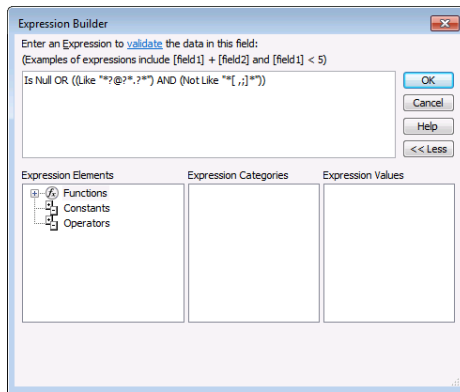 Expression Builder
Enter an Expression to validate the data in this field:
(Examples of expressions include [field1] + [field2] and [field1] < 5)
Is Null OR ((Like "*?@?*.?*") AND (Not Like "*[ ,;]*"))
OK
Cancel
Help
<< Less
Expression Elements
Expression Categories
Expression Values
Functions
Constants
Operators